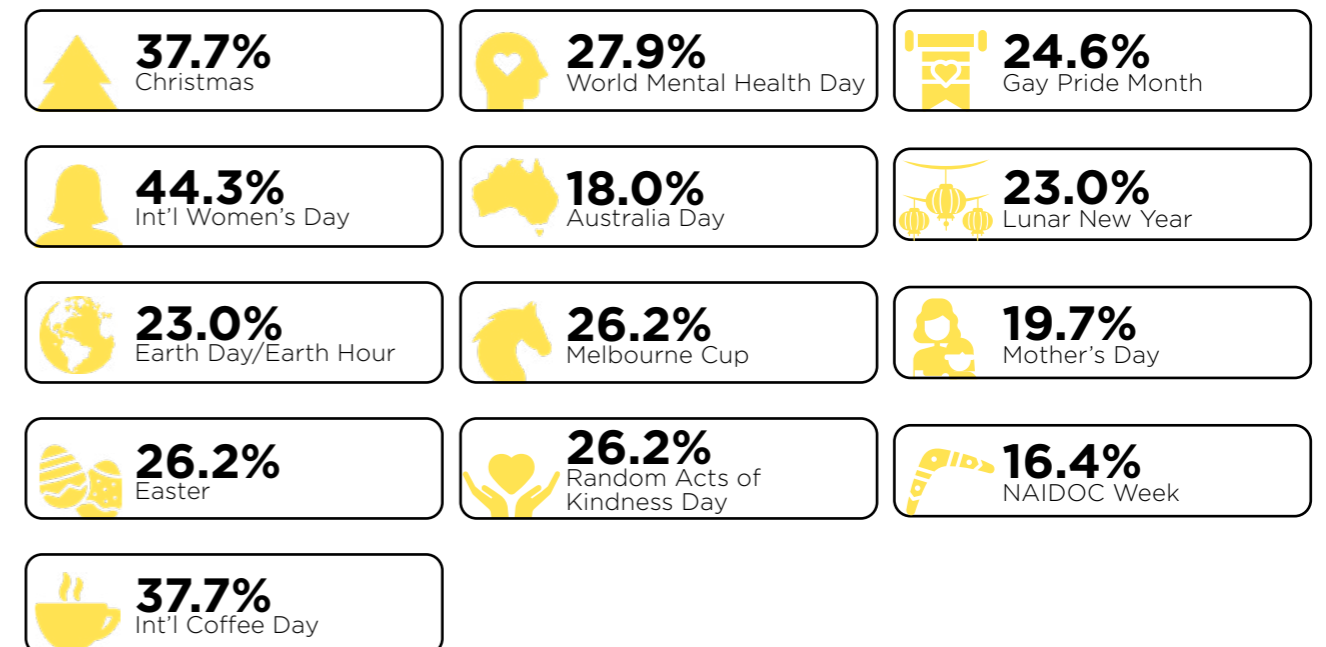 37.7%
Christmas
27.9%
World Mental Health Day
24.6%
Gay Pride Month
44.3%
Int'l Women's Day
18.0%
Australia Day
23.0%
Lunar New Year
23.0%
Earth Day/Earth Hour
26.2%
Melbourne Cup
19.7%
Mother's Day
26.2%
Easter
26.2%
Random Acts of
Kindness Day
16.4%
NAIDOC Week
37.7%
Int'l Coffee Day